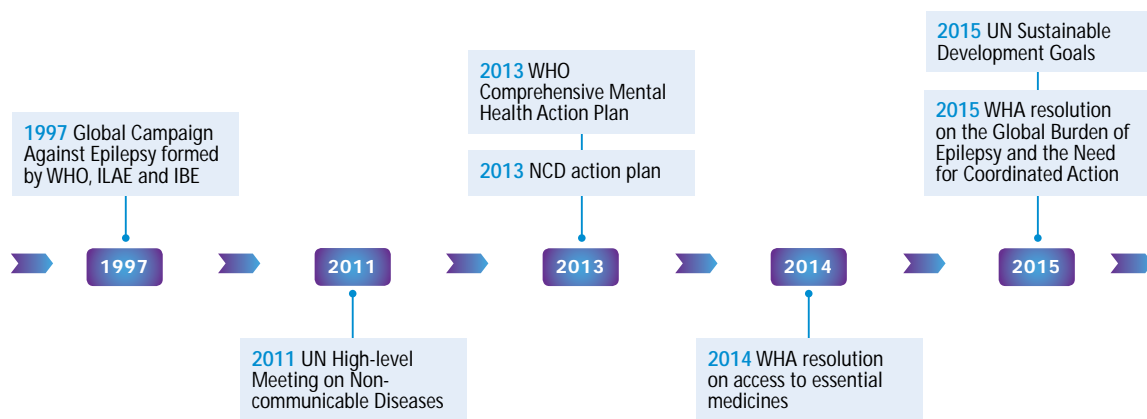 2015 UN Sustainable
Development Goals
2013 WHO
Comprehensive Mental
Health Action Plan
2015 WHA resolution
on the Global Burden of
Epilepsy and the Need
for Coordinated Action
1997 Global Campaign
Against Epilepsy formed
by WHO, ILAE and IBE
2013 NCD action plan
1997
2011
2013
2014
2015
2011 UN High-level
Meeting on Non-
communicable Diseases
2014 WHA resolution
on access to essential
medicines